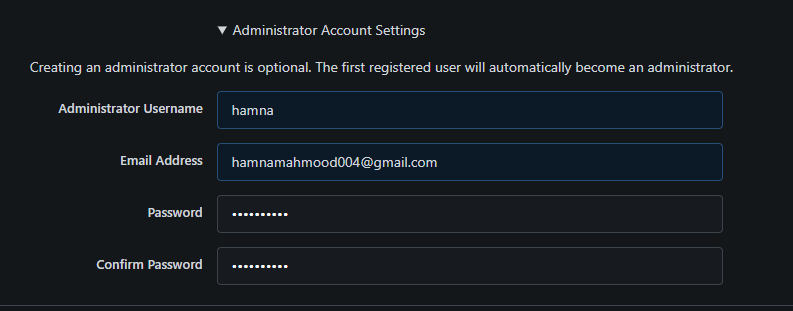 ▼ Administrator Account Settings
Creating an administrator account is optional. The first registered user will automatically become an administrator.
Administrator Username hamna
Email Address hamnamahmood004@gmail.com
Password ••••••••••
Confirm Password ••••••••••